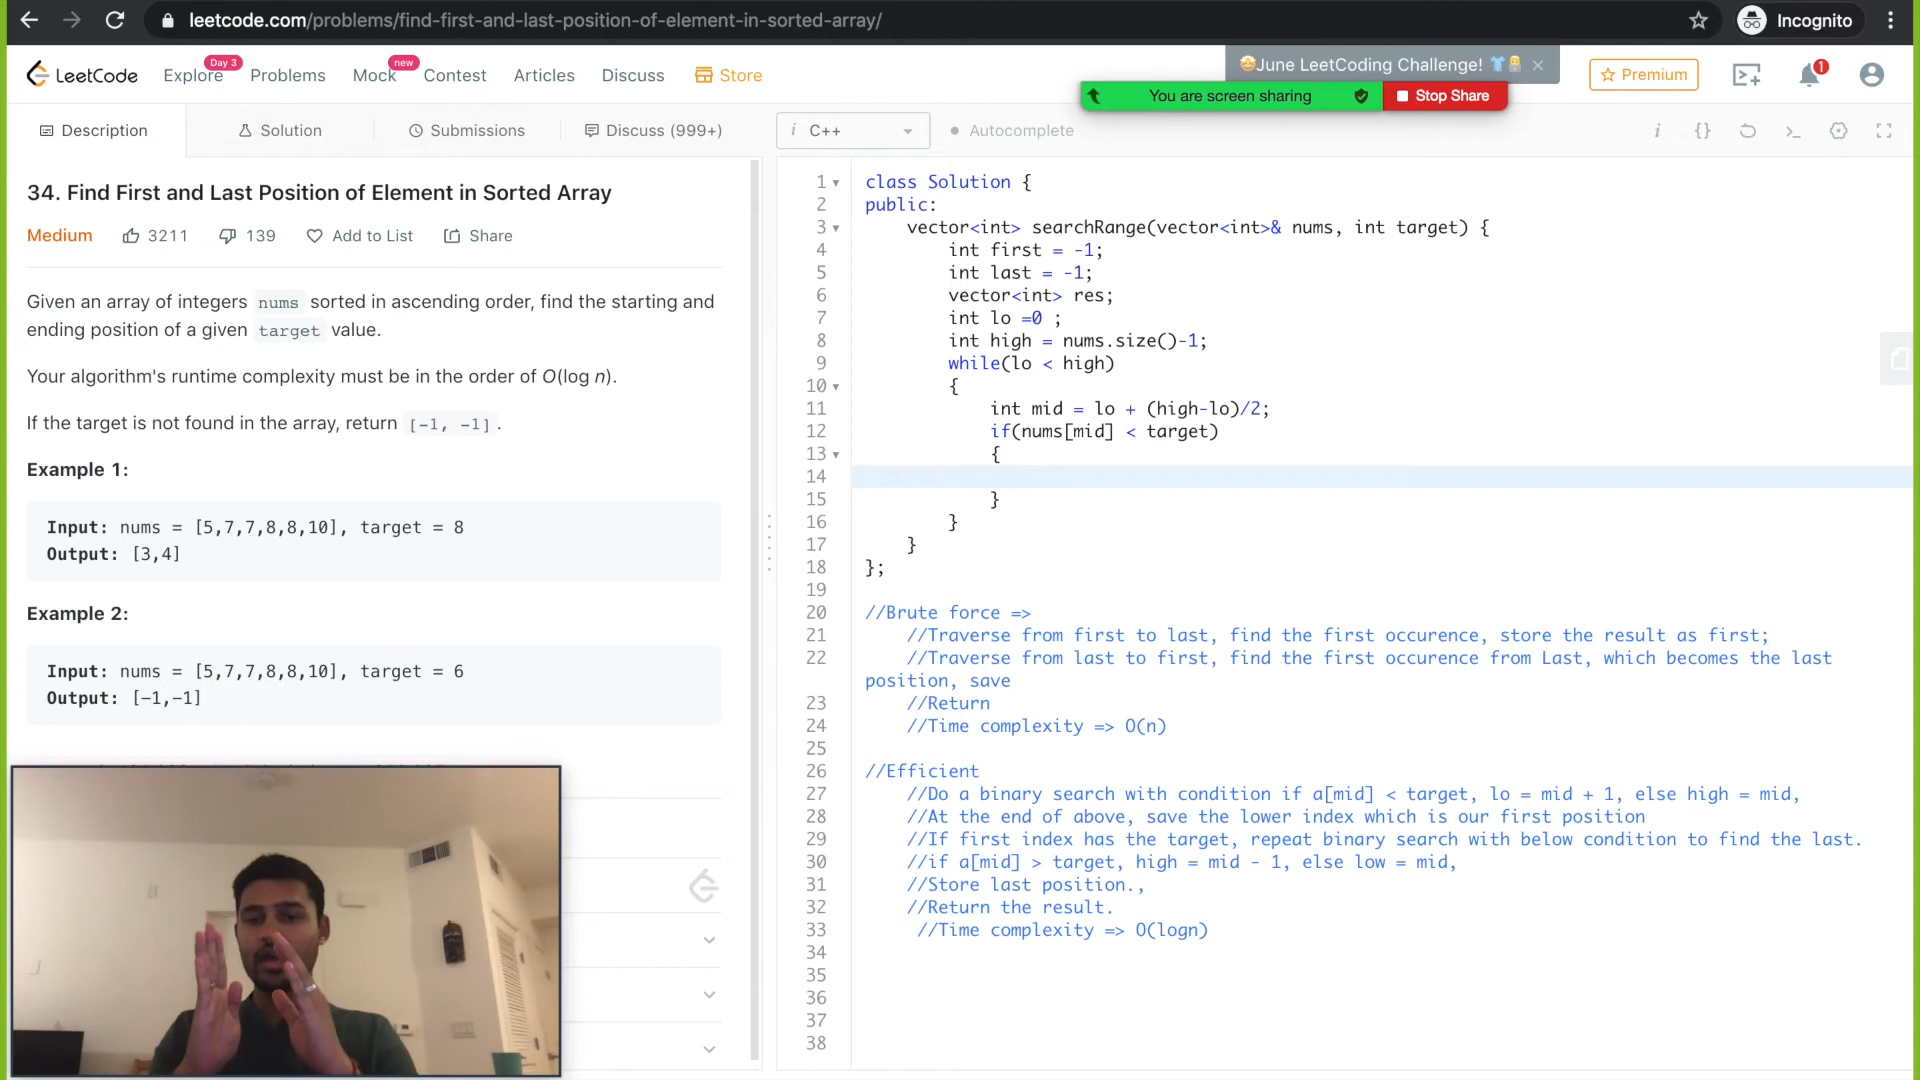 leetcode.com/problems/find-first-and-last-position-of-element-in-sorted-array/
Incognito
LeetCode
Explore
Day 3
Problems
Mock
new
Contest
Articles
Discuss
Store
🤩June LeetCoding Challenge!
Premium
1
You are screen sharing
Stop Share
Description
Solution
Submissions
Discuss (999+)
i C++
Autocomplete
34. Find First and Last Position of Element in Sorted Array
Medium
3211
139
Add to List
Share
Given an array of integers nums sorted in ascending order, find the starting and
ending position of a given target value.
Your algorithm's runtime complexity must be in the order of O(log n).
If the target is not found in the array, return [-1, -1].
Example 1:
Input: nums = [5,7,7,8,8,10], target = 8
Output: [3,4]
Example 2:
Input: nums = [5,7,7,8,8,10], target = 6
Output: [-1,-1]
1 class Solution {
2 public:
3 vector<int> searchRange(vector<int>& nums, int target) {
4 int first = -1;
5 int last = -1;
6 vector<int> res;
7 int lo =0 ;
8 int high = nums.size()-1;
9 while(lo < high)
10 {
11 int mid = lo + (high-lo)/2;
12 if(nums[mid] < target)
13 {
14
15 }
16 }
17 }
18 };
19
20 //Brute force =>
21 //Traverse from first to last, find the first occurence, store the result as first;
22 //Traverse from last to first, find the first occurence from Last, which becomes the last
position, save
23 //Return
24 //Time complexity => O(n)
25
26 //Efficient
27 //Do a binary search with condition if a[mid] < target, lo = mid + 1, else high = mid,
28 //At the end of above, save the lower index which is our first position
29 //If first index has the target, repeat binary search with below condition to find the last.
30 //if a[mid] > target, high = mid - 1, else low = mid,
31 //Store last position.,
32 //Return the result.
33 //Time complexity => O(logn)
34
35
36
37
38